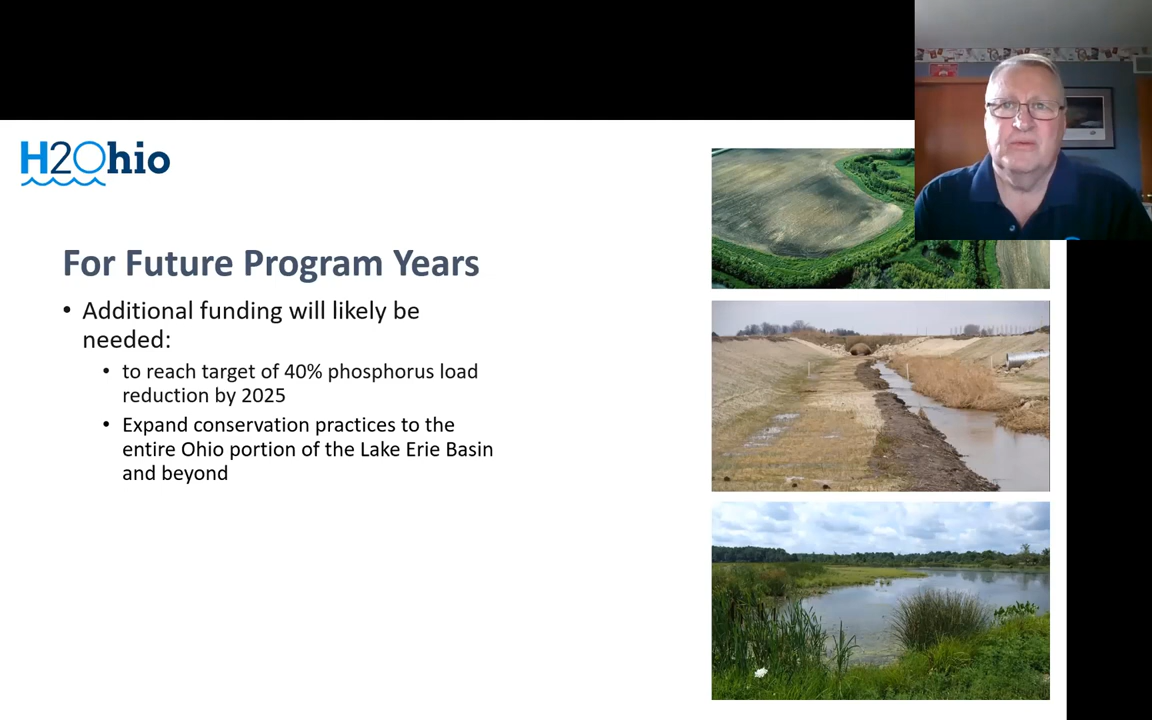 H2Ohio
For Future Program Years
• Additional funding will likely be
needed:
• to reach target of 40% phosphorus load
reduction by 2025
• Expand conservation practices to the
entire Ohio portion of the Lake Erie Basin
and beyond